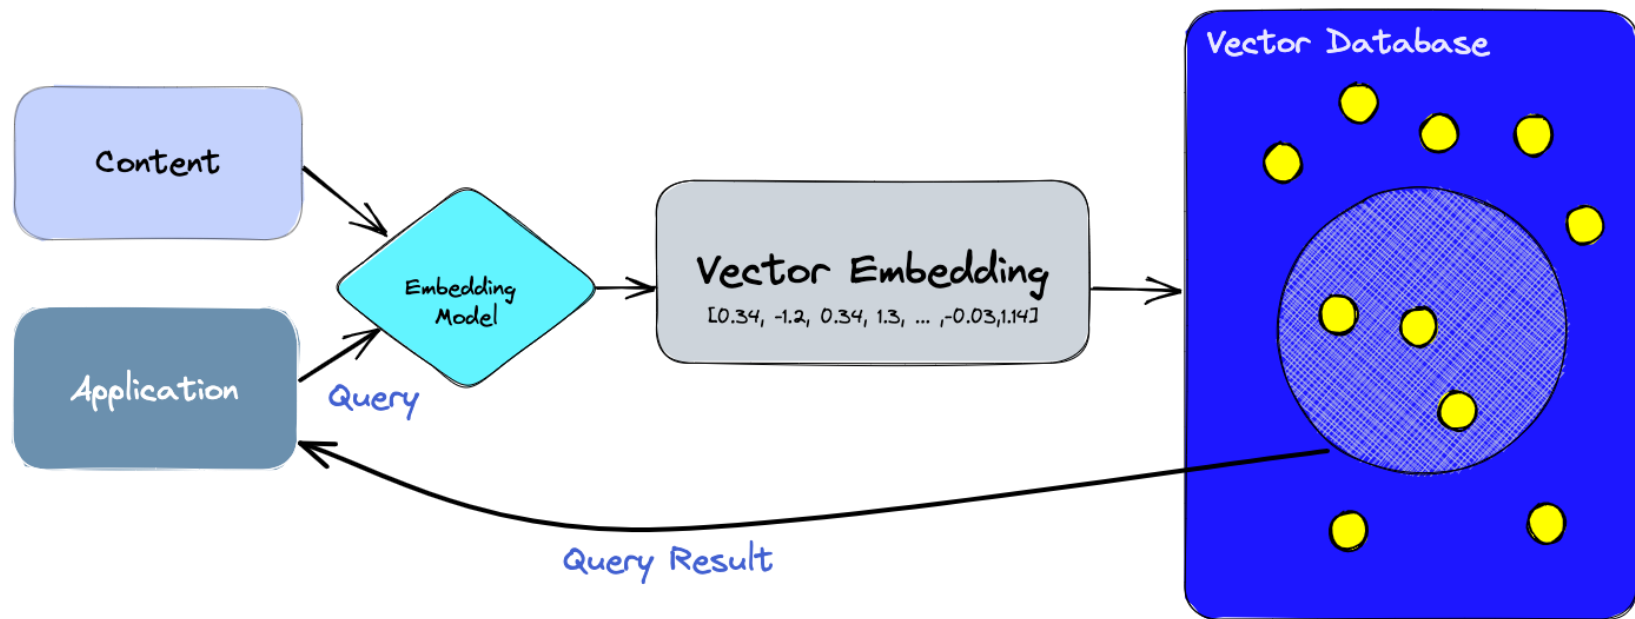 Vector Database
Content
Embedding
Model
Vector Embedding
[0.34, -1.2, 0.34, 1.3, ... ,-0.03,1.14]
Application
Query
Query Result